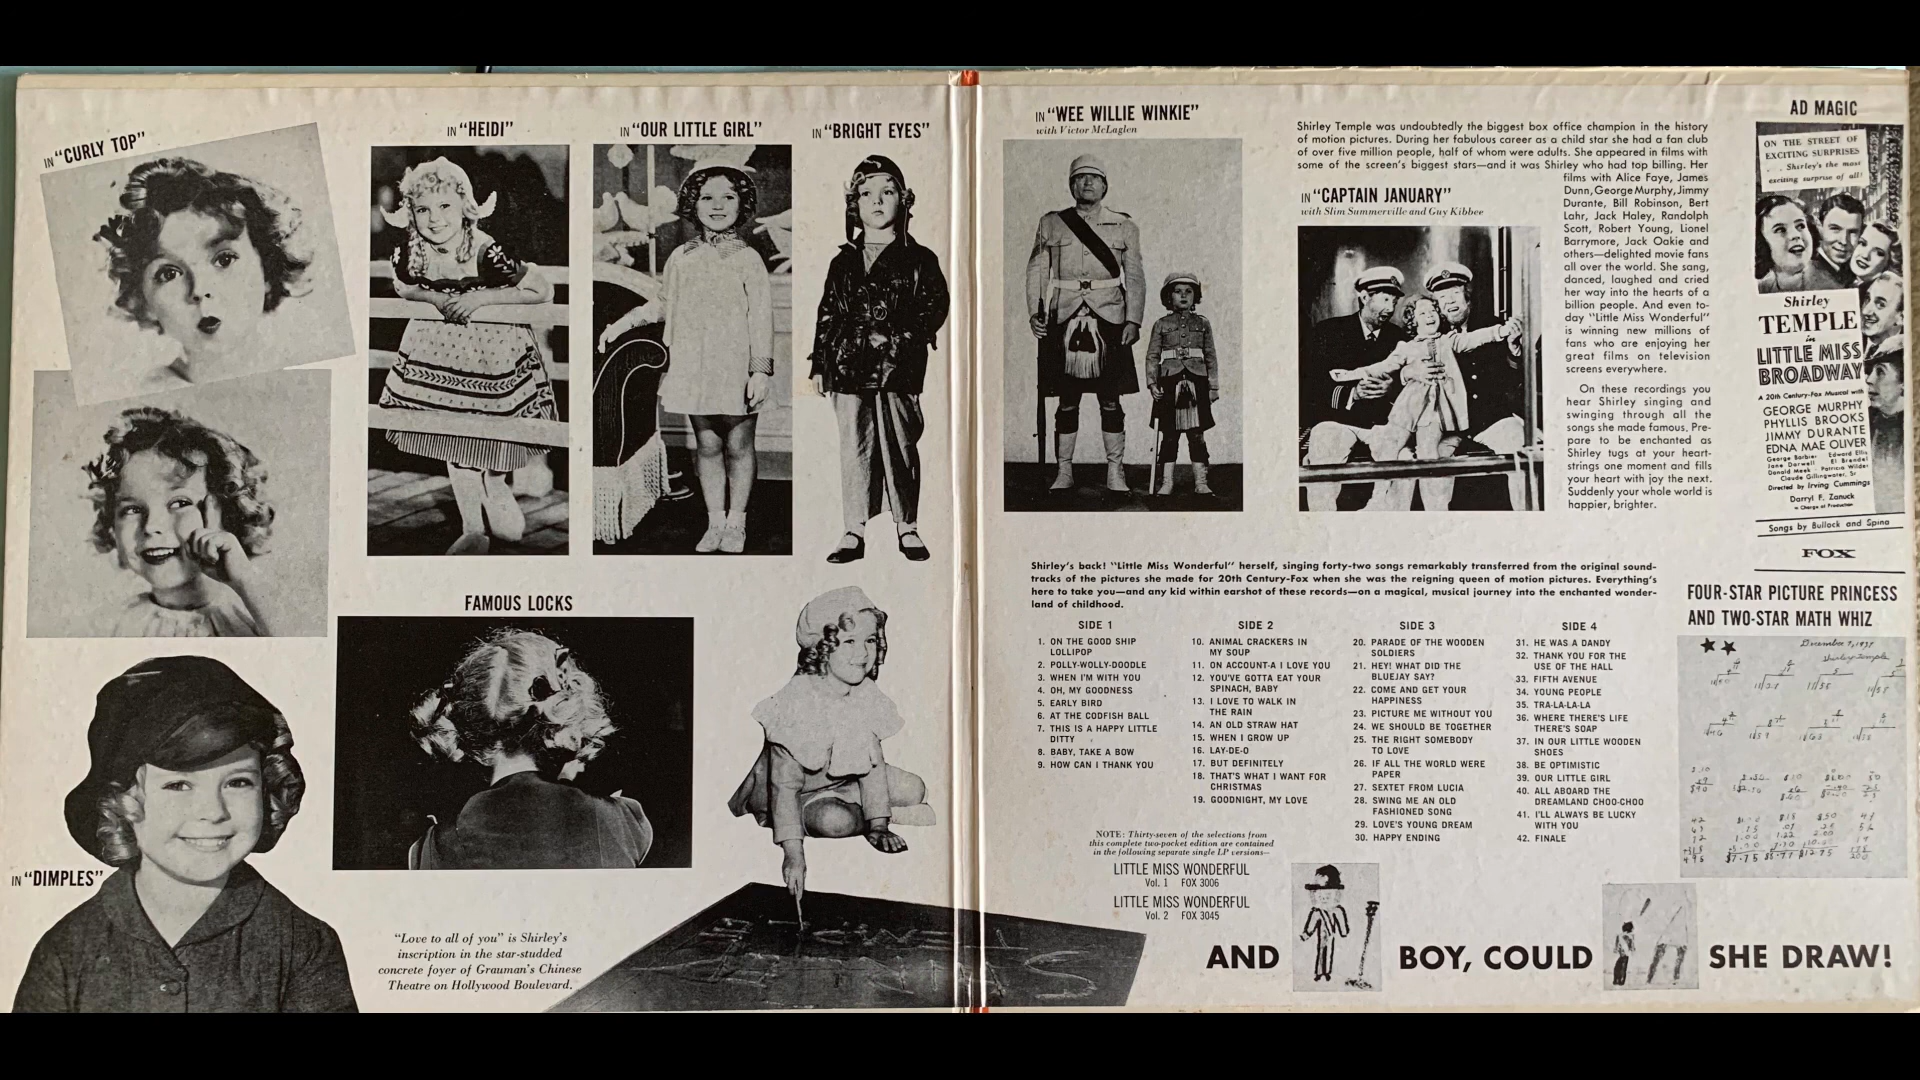 IN "CURLY TOP"
IN "HEIDI"
IN "OUR LITTLE GIRL"
IN "BRIGHT EYES"
FAMOUS LOCKS
IN "DIMPLES"
"Love to all of you" is Shirley's
inscription in the star-studded
concrete foyer of Grauman's Chinese
Theatre on Hollywood Boulevard.
IN "WEE WILLIE WINKIE"
with Victor McLaglen
Shirley Temple was undoubtedly the biggest box office champion in the history
of motion pictures. During her fabulous career as a child star she had a fan club
of over five million people, half of whom were adults. She appeared in films with
some of the screen's biggest stars—and it was Shirley who had top billing. Her
films with Alice Faye, James
Dunn, George Murphy, Jimmy
Durante, Bill Robinson, Bert
Lahr, Jack Haley, Randolph
Scott, Robert Young, Lionel
Barrymore, Jack Oakie and
others—delighted movie fans
all over the world. She sang,
danced, laughed and cried
her way into the hearts of a
billion people. And even to-
day "Little Miss Wonderful"
is winning new millions of
fans who are enjoying her
great films on television
screens everywhere.
On these recordings you
hear Shirley singing and
swinging through all the
songs she made famous. Pre-
pare to be enchanted as
Shirley tugs at your heart-
strings one moment and fills
your heart with joy the next.
Suddenly your whole world is
happier, brighter.
IN "CAPTAIN JANUARY"
with Slim Summerville and Guy Kibbee
AD MAGIC
ON THE STREET OF
EXCITING SURPRISES
. . Shirley's the most
exciting surprise of all!
Shirley
TEMPLE
in
LITTLE MISS
BROADWAY
A 20th Century-Fox Musical with
GEORGE MURPHY
PHYLLIS BROOKS
JIMMY DURANTE
EDNA MAE OLIVER
George Barbier Edward Ellis
Jane Darwell El Brendel
Donald Meek Patricia Wilder
Claude Gillingwater, Sr.
Directed by Irving Cummings
Darryl F. Zanuck
in Charge of Production
Songs by Bullock and Spina
FOX
Shirley's back! "Little Miss Wonderful" herself, singing forty-two songs remarkably transferred from the original sound-
tracks of the pictures she made for 20th Century-Fox when she was the reigning queen of motion pictures. Everything's
here to take you—and any kid within earshot of these records—on a magical, musical journey into the enchanted wonder-
land of childhood.
SIDE 1
1. ON THE GOOD SHIP
LOLLIPOP
2. POLLY-WOLLY-DOODLE
3. WHEN I'M WITH YOU
4. OH, MY GOODNESS
5. EARLY BIRD
6. AT THE CODFISH BALL
7. THIS IS A HAPPY LITTLE
DITTY
8. BABY, TAKE A BOW
9. HOW CAN I THANK YOU
SIDE 2
10. ANIMAL CRACKERS IN
MY SOUP
11. ON ACCOUNT-A I LOVE YOU
12. YOU'VE GOTTA EAT YOUR
SPINACH, BABY
13. I LOVE TO WALK IN
THE RAIN
14. AN OLD STRAW HAT
15. WHEN I GROW UP
16. LAY-DE-O
17. BUT DEFINITELY
18. THAT'S WHAT I WANT FOR
CHRISTMAS
19. GOODNIGHT, MY LOVE
SIDE 3
20. PARADE OF THE WOODEN
SOLDIERS
21. HEY! WHAT DID THE
BLUEJAY SAY?
22. COME AND GET YOUR
HAPPINESS
23. PICTURE ME WITHOUT YOU
24. WE SHOULD BE TOGETHER
25. THE RIGHT SOMEBODY
TO LOVE
26. IF ALL THE WORLD WERE
PAPER
27. SEXTET FROM LUCIA
28. SWING ME AN OLD
FASHIONED SONG
29. LOVE'S YOUNG DREAM
30. HAPPY ENDING
SIDE 4
31. HE WAS A DANDY
32. THANK YOU FOR THE
USE OF THE HALL
33. FIFTH AVENUE
34. YOUNG PEOPLE
35. TRA-LA-LA-LA
36. WHERE THERE'S LIFE
THERE'S SOAP
37. IN OUR LITTLE WOODEN
SHOES
38. BE OPTIMISTIC
39. OUR LITTLE GIRL
40. ALL ABOARD THE
DREAMLAND CHOO-CHOO
41. I'LL ALWAYS BE LUCKY
WITH YOU
42. FINALE
NOTE: Thirty-seven of the selections from
this complete two-pocket edition are contained
in the following separate single LP versions—
LITTLE MISS WONDERFUL
Vol. 1 FOX 3006
LITTLE MISS WONDERFUL
Vol. 2 FOX 3045
FOUR-STAR PICTURE PRINCESS
AND TWO-STAR MATH WHIZ
Shirley Temple
AND BOY, COULD SHE DRAW!